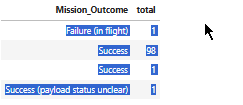 Mission_Outcome total
Failure (in flight) 1
Success 98
Success 1
Success (payload status unclear) 1